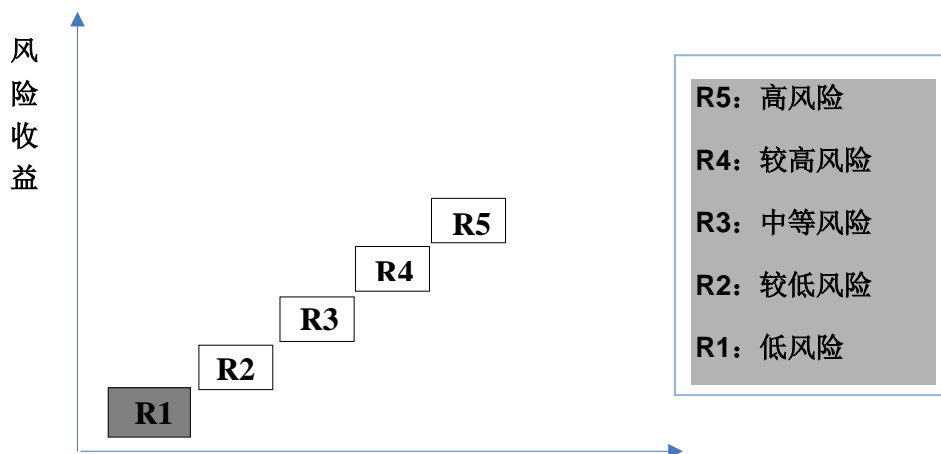 风
险
收
益
R5
R4
R3
R2
R1
R5：高风险
R4：较高风险
R3：中等风险
R2：较低风险
R1：低风险